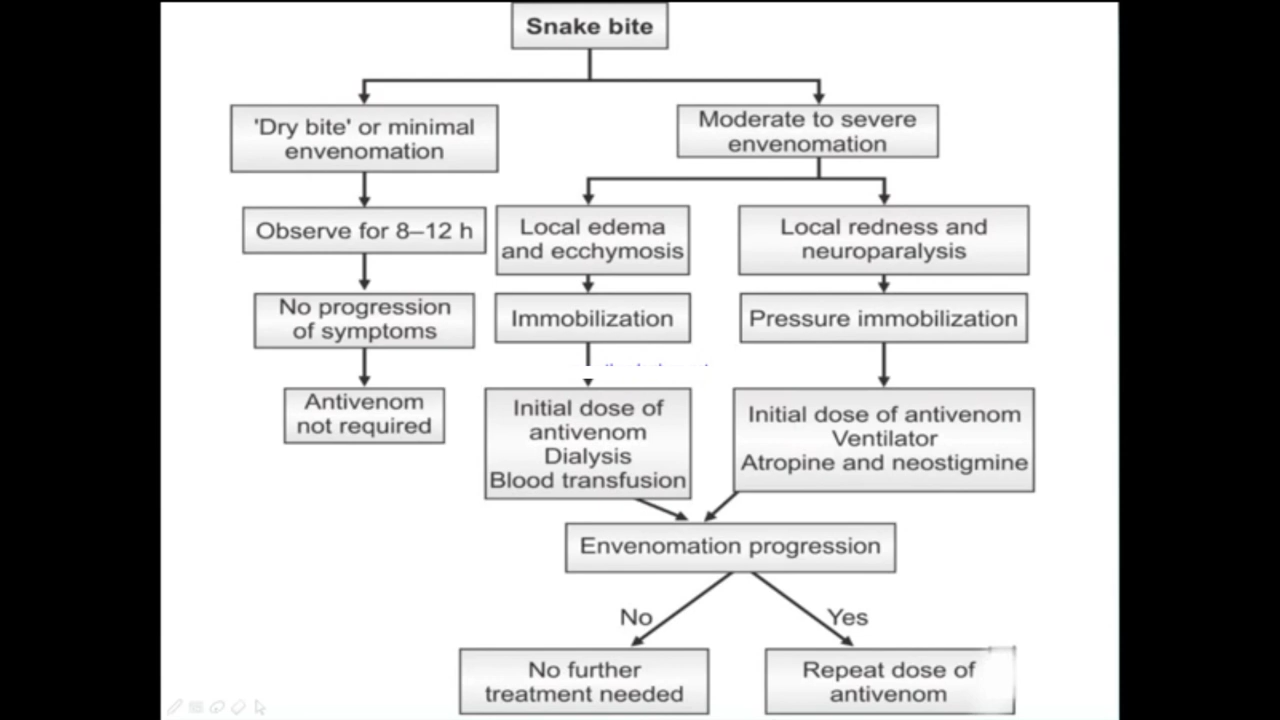 Snake bite
'Dry bite' or minimal
envenomation
Moderate to severe
envenomation
Observe for 8–12 h
Local edema
and ecchymosis
Local redness and
neuroparalysis
No progression
of symptoms
Immobilization
Pressure immobilization
Antivenom
not required
Initial dose of
antivenom
Dialysis
Blood transfusion
Initial dose of antivenom
Ventilator
Atropine and neostigmine
Envenomation progression
No
Yes
No further
treatment needed
Repeat dose of
antivenom